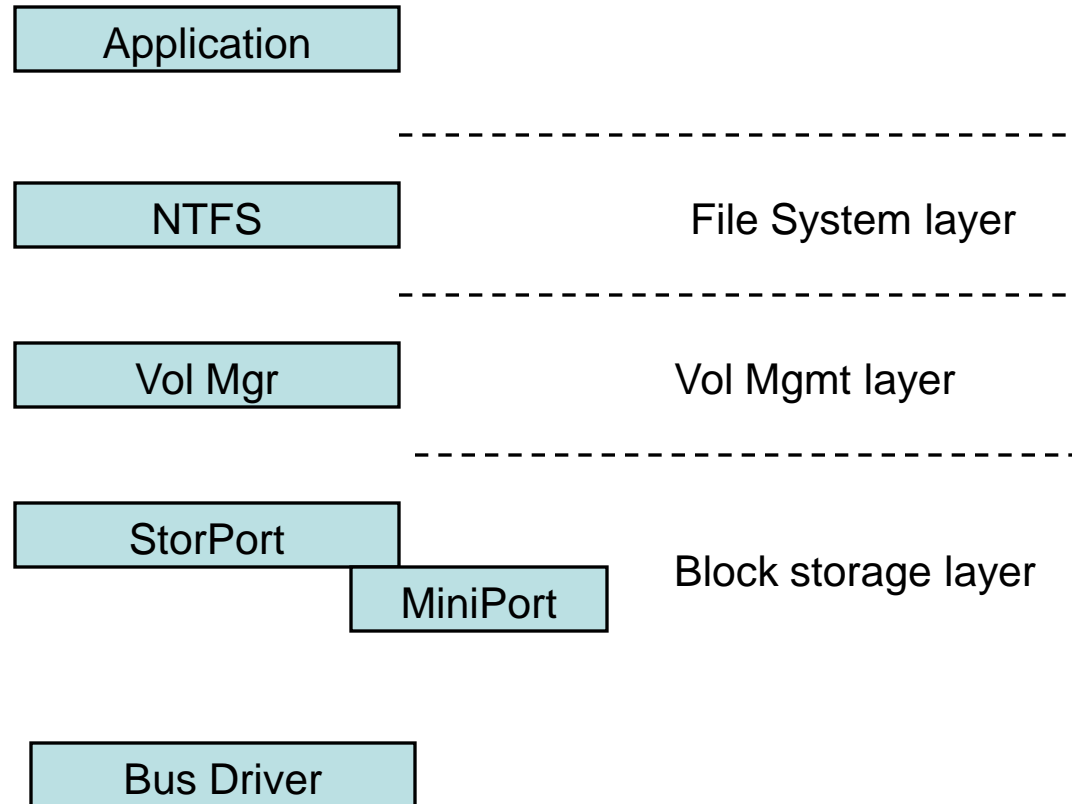 Application
NTFS
File System layer
Vol Mgr
Vol Mgmt layer
StorPort
Block storage layer
MiniPort
Bus Driver